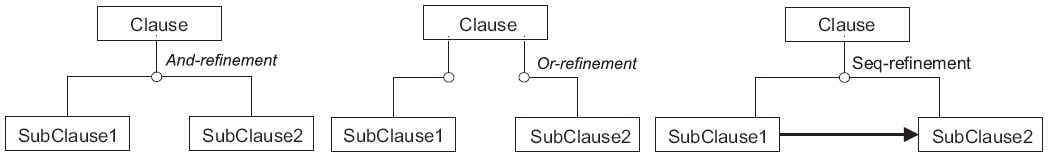 Clause
And-refinement
SubClause1
SubClause2
Clause
Or-refinement
SubClause1
SubClause2
Clause
Seq-refinement
SubClause1
SubClause2